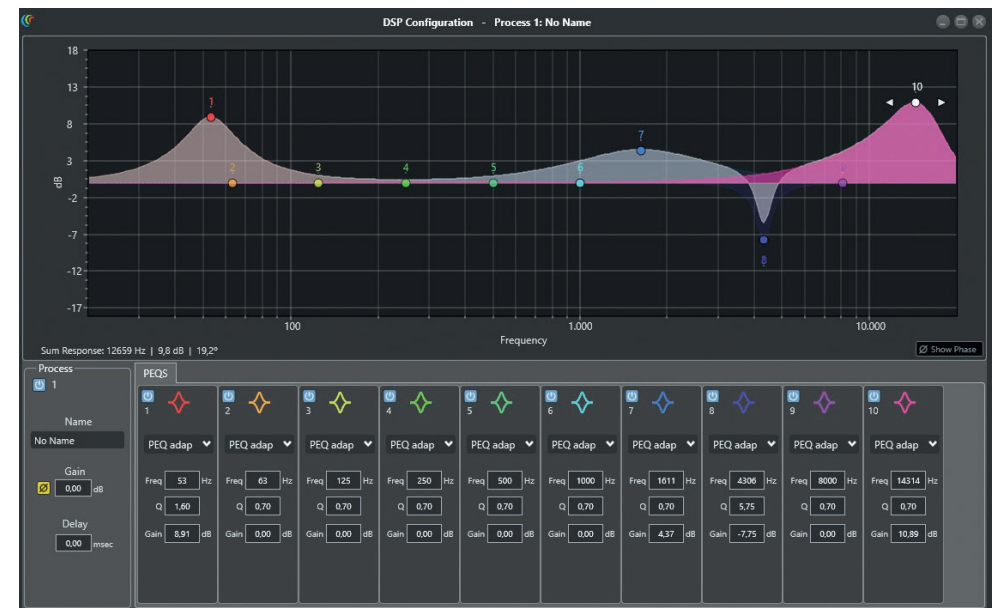 DSP Configuration - Process 1: No Name
18
13
8
3
-2
-7
-12
-17
dB
1
2
3
4
5
6
7
8
10
100
1.000
10.000
Frequency
Sum Response: 12659 Hz | 9,8 dB | 19,2°
Ø Show Phase
Process
1
Name
No Name
Gain
Ø 0,00 dB
Delay
0,00 msec
PEQS
1 2 3 4 5 6 7 8 9 10
PEQ adap PEQ adap PEQ adap PEQ adap PEQ adap PEQ adap PEQ adap PEQ adap PEQ adap PEQ adap
Freq 53 Hz Freq 63 Hz Freq 125 Hz Freq 250 Hz Freq 500 Hz Freq 1000 Hz Freq 1611 Hz Freq 4306 Hz Freq 8000 Hz Freq 14314 Hz
Q 1,60 Q 0,70 Q 0,70 Q 0,70 Q 0,70 Q 0,70 Q 0,70 Q 5,75 Q 0,70 Q 0,70
Gain 8,91 dB Gain 0,00 dB Gain 0,00 dB Gain 0,00 dB Gain 0,00 dB Gain 0,00 dB Gain 4,37 dB Gain -7,75 dB Gain 0,00 dB Gain 10,89 dB